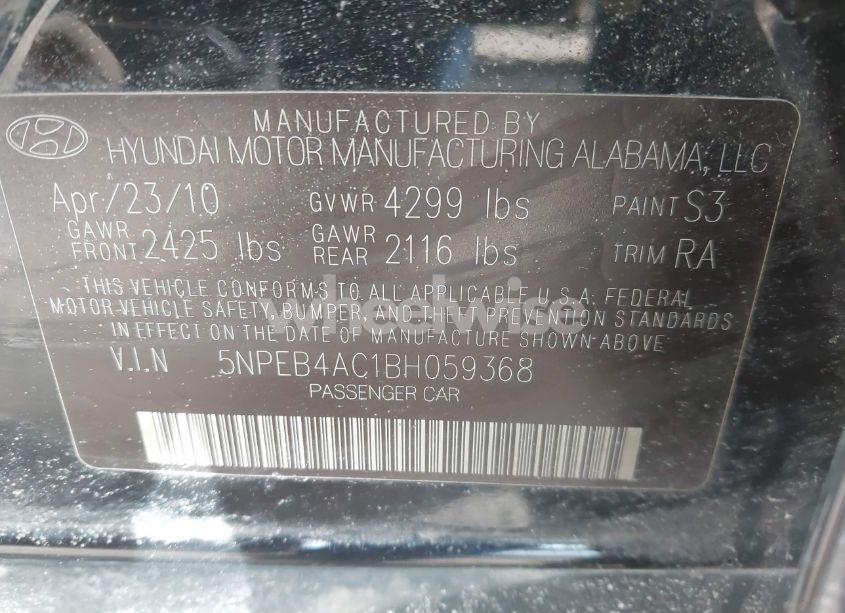 MANUFACTURED BY
HYUNDAI MOTOR MANUFACTURING ALABAMA, LLC
Apr/23/10 GVWR 4299 lbs PAINT S3
GAWR FRONT 2425 lbs GAWR REAR 2116 lbs TRIM RA
THIS VEHICLE CONFORMS TO ALL APPLICABLE U.S.A. FEDERAL
MOTOR VEHICLE SAFETY, BUMPER, AND THEFT PREVENTION STANDARDS
IN EFFECT ON THE DATE OF MANUFACTURE SHOWN ABOVE
wheelwise
V.I.N 5NPEB4AC1BH059368
PASSENGER CAR